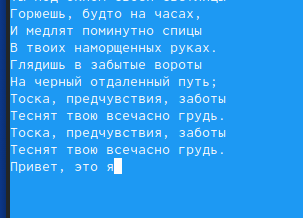 Горюешь, будто на часах,
И медлят поминутно спицы
В твоих наморщенных руках.
Глядишь в забытые вороты
На черный отдаленный путь;
Тоска, предчувствия, заботы
Теснят твою всечасно грудь.
Тоска, предчувствия, заботы
Теснят твою всечасно грудь.
Привет, это я